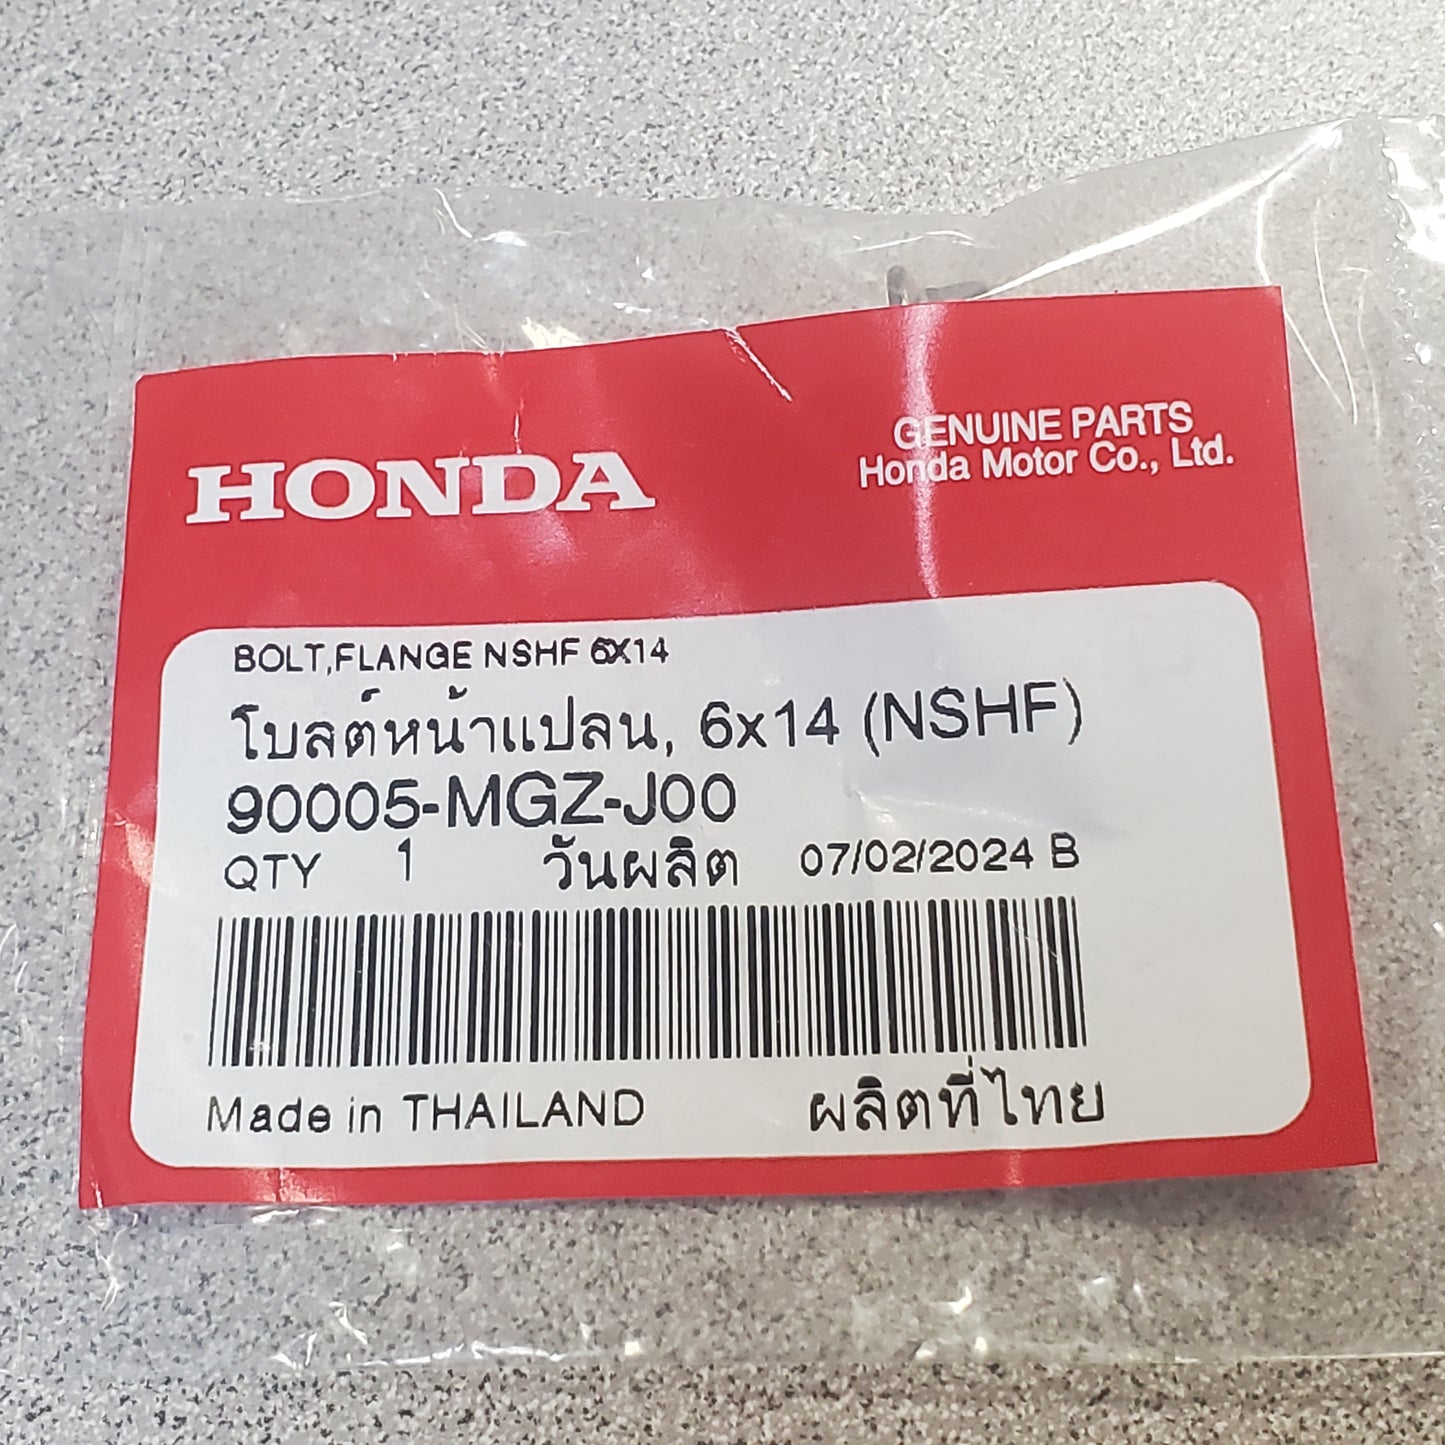 HONDA
GENUINE PARTS
Honda Motor Co., Ltd.
BOLT,FLANGE NSHF 6X14
โบลต์หน้าแปลน, 6x14 (NSHF)
90005-MGZ-J00
QTY 1 วันผลิต 07/02/2024 B
Made in THAILAND ผลิตที่ไทย